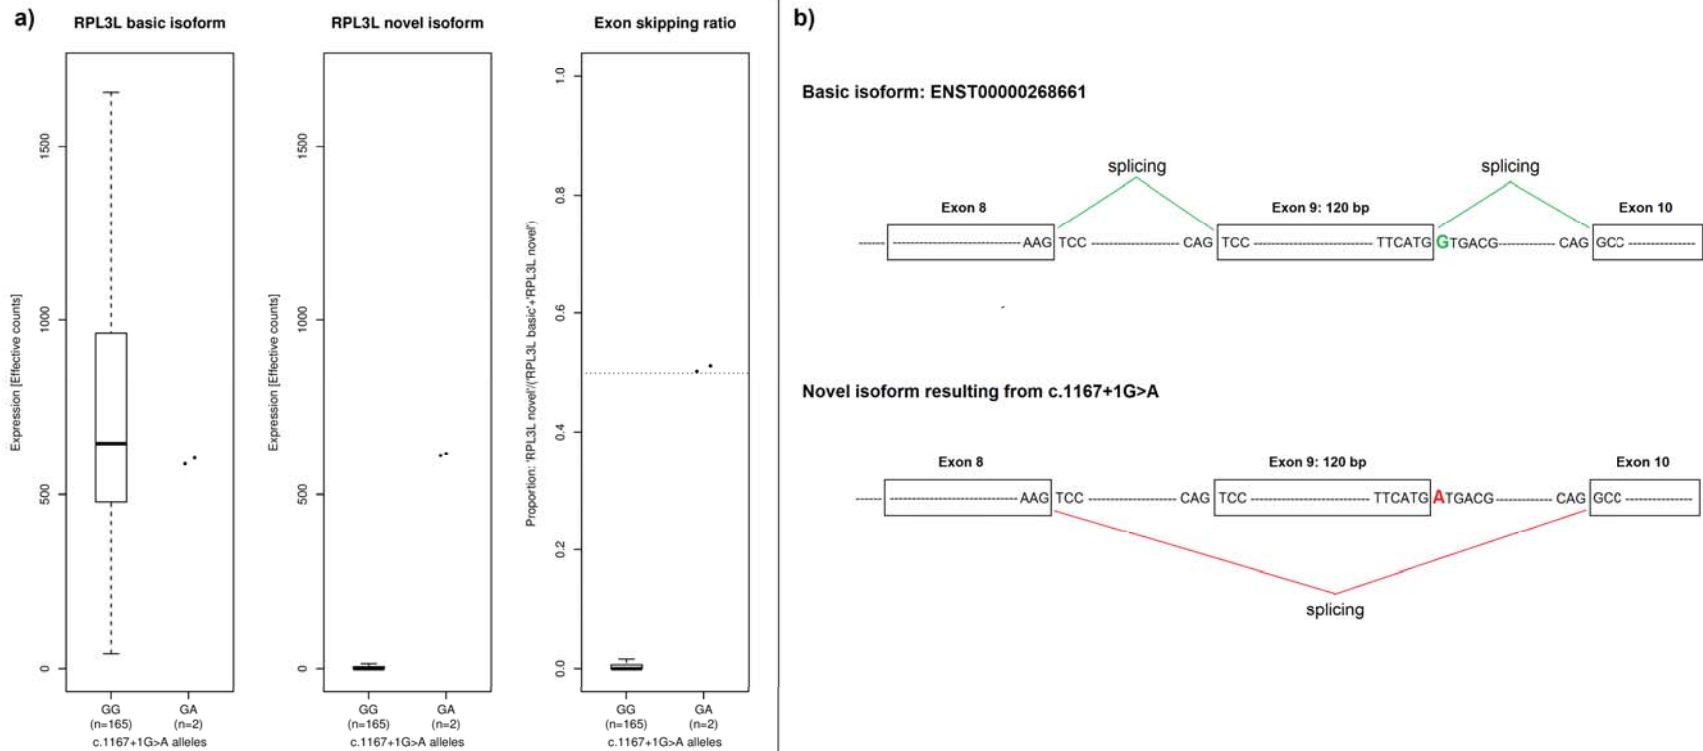 a)
RPL3L basic isoform
RPL3L novel isoform
Exon skipping ratio
Expression [Effective counts]
0
500
1000
1500
GG
(n=165)
GA
(n=2)
c.1167+1G>A alleles
Expression [Effective counts]
0
500
1000
1500
GG
(n=165)
GA
(n=2)
c.1167+1G>A alleles
Proportion: 'RPL3L novel'/('RPL3L basic'+'RPL3L novel')
0.0
0.2
0.4
0.6
0.8
1.0
GG
(n=165)
GA
(n=2)
c.1167+1G>A alleles
b)
Basic isoform: ENST00000268661
splicing splicing
Exon 8 Exon 9: 120 bp Exon 10
AAG TCC CAG TCC TTCATG GTGACG CAG GCC
Novel isoform resulting from c.1167+1G>A
Exon 8 Exon 9: 120 bp Exon 10
AAG TCC CAG TCC TTCATG ATGACG CAG GCC
splicing